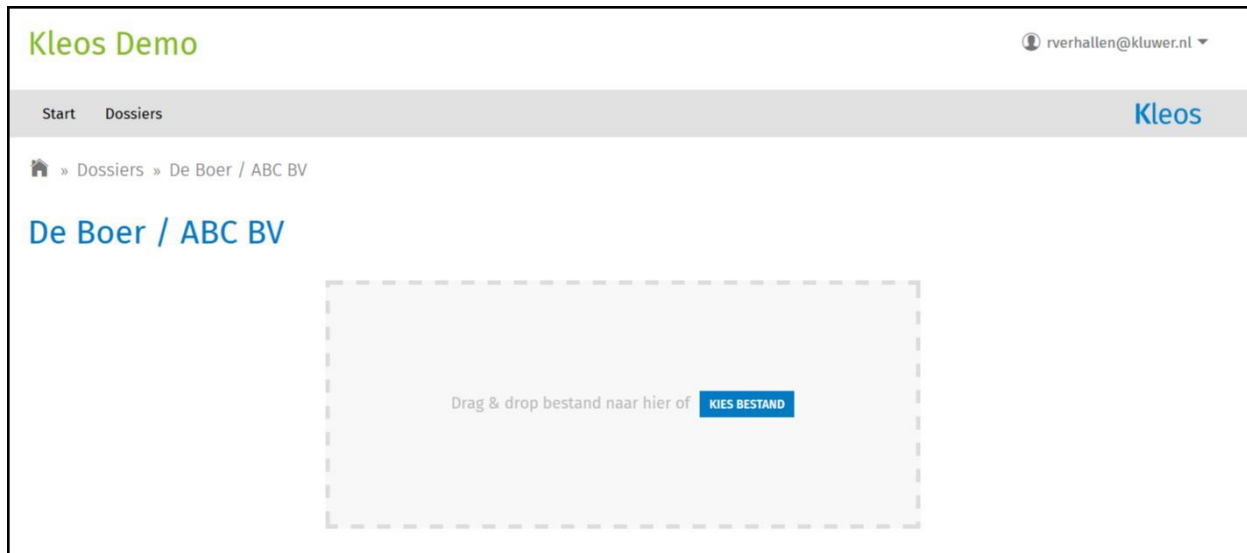 Kleos Demo
rverhallen@kluwer.nl
Start Dossiers
Kleos
» Dossiers » De Boer / ABC BV
De Boer / ABC BV
Drag & drop bestand naar hier of KIES BESTAND